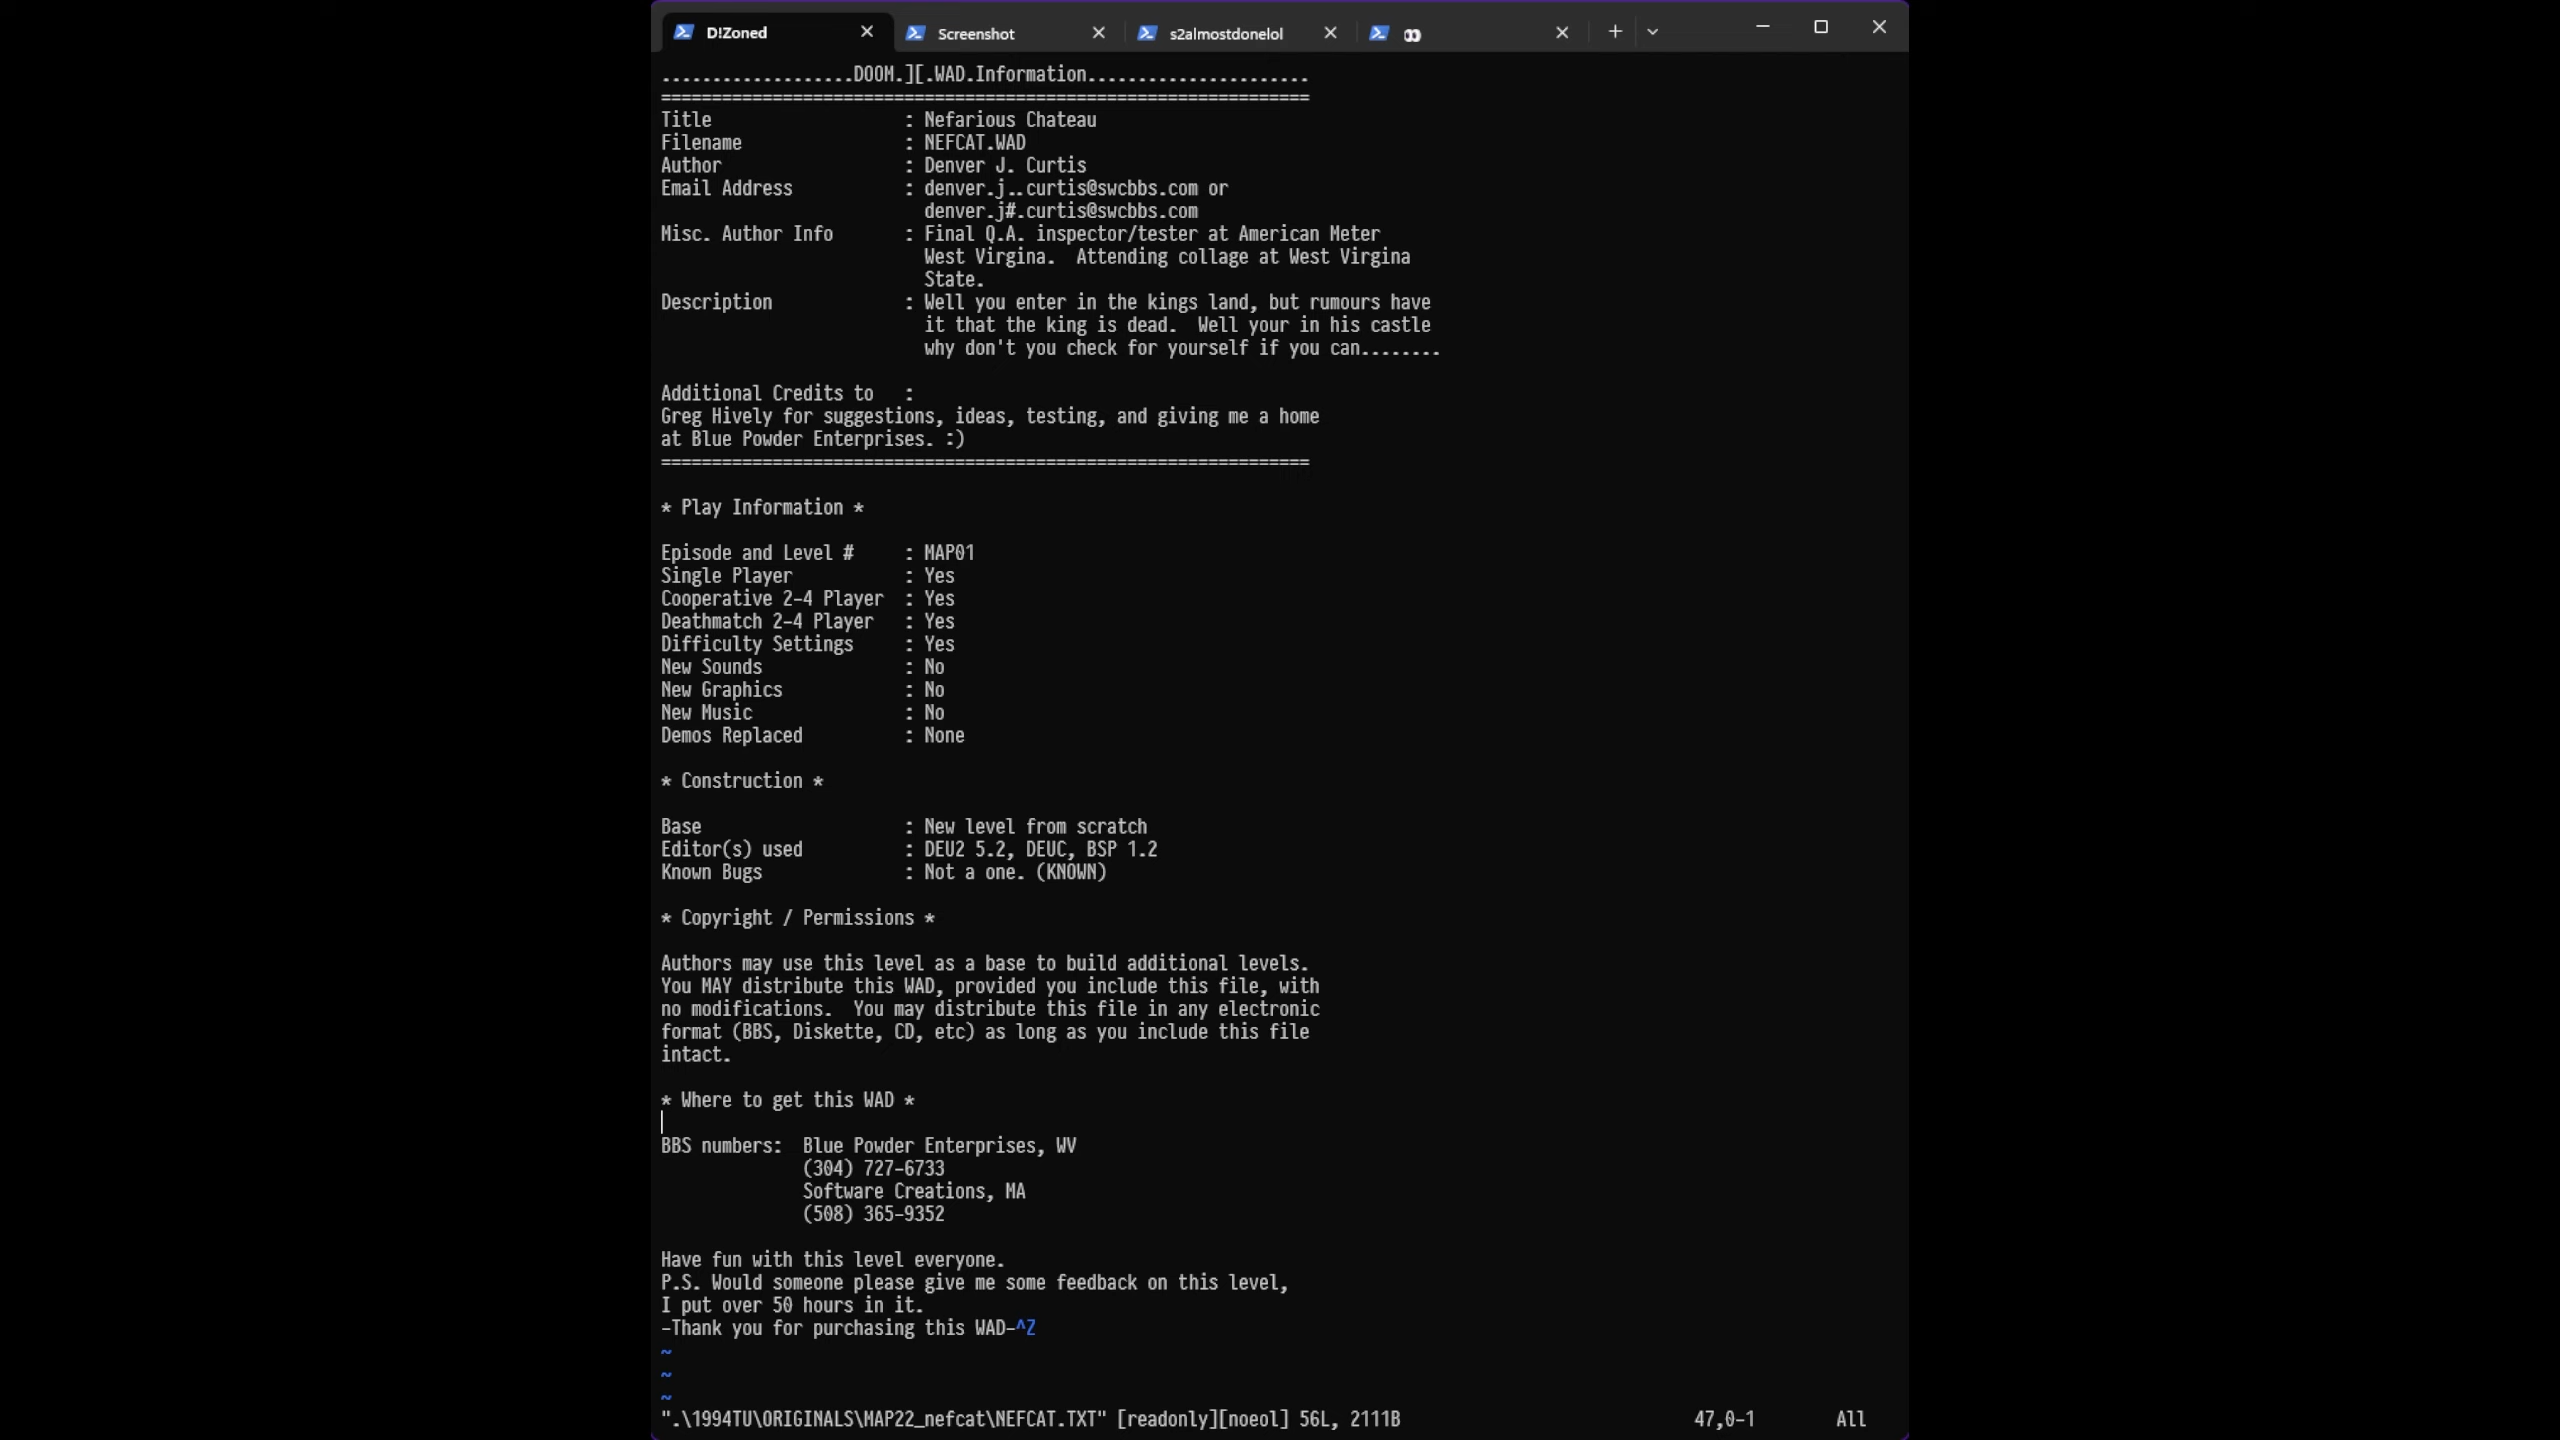 D!Zoned Screenshot s2almostdonelol
...................DOOM.][.WAD.Information......................
================================================================
Title                   : Nefarious Chateau
Filename                : NEFCAT.WAD
Author                  : Denver J. Curtis
Email Address           : denver.j..curtis@swcbbs.com or
                          denver.j#.curtis@swcbbs.com
Misc. Author Info       : Final Q.A. inspector/tester at American Meter
                          West Virgina.  Attending collage at West Virgina
                          State.
Description             : Well you enter in the kings land, but rumours have
                          it that the king is dead.  Well your in his castle
                          why don't you check for yourself if you can........
Additional Credits to   :
Greg Hively for suggestions, ideas, testing, and giving me a home
at Blue Powder Enterprises. :)
================================================================
* Play Information *
Episode and Level #     : MAP01
Single Player           : Yes
Cooperative 2-4 Player  : Yes
Deathmatch 2-4 Player   : Yes
Difficulty Settings     : Yes
New Sounds              : No
New Graphics            : No
New Music               : No
Demos Replaced          : None
* Construction *
Base                    : New level from scratch
Editor(s) used          : DEU2 5.2, DEUC, BSP 1.2
Known Bugs              : Not a one. (KNOWN)
* Copyright / Permissions *
Authors may use this level as a base to build additional levels.
You MAY distribute this WAD, provided you include this file, with
no modifications.  You may distribute this file in any electronic
format (BBS, Diskette, CD, etc) as long as you include this file
intact.
* Where to get this WAD *
BBS numbers:  Blue Powder Enterprises, WV
              (304) 727-6733
              Software Creations, MA
              (508) 365-9352
Have fun with this level everyone.
P.S. Would someone please give me some feedback on this level,
I put over 50 hours in it.
-Thank you for purchasing this WAD-^Z
~
~
~
".\1994TU\ORIGINALS\MAP22_nefcat\NEFCAT.TXT" [readonly][noeol] 56L, 2111B 47,0-1 All